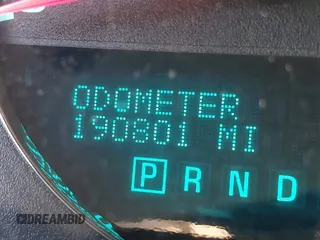 ODOMETER
190801 MI
P R N D
DREAMBID